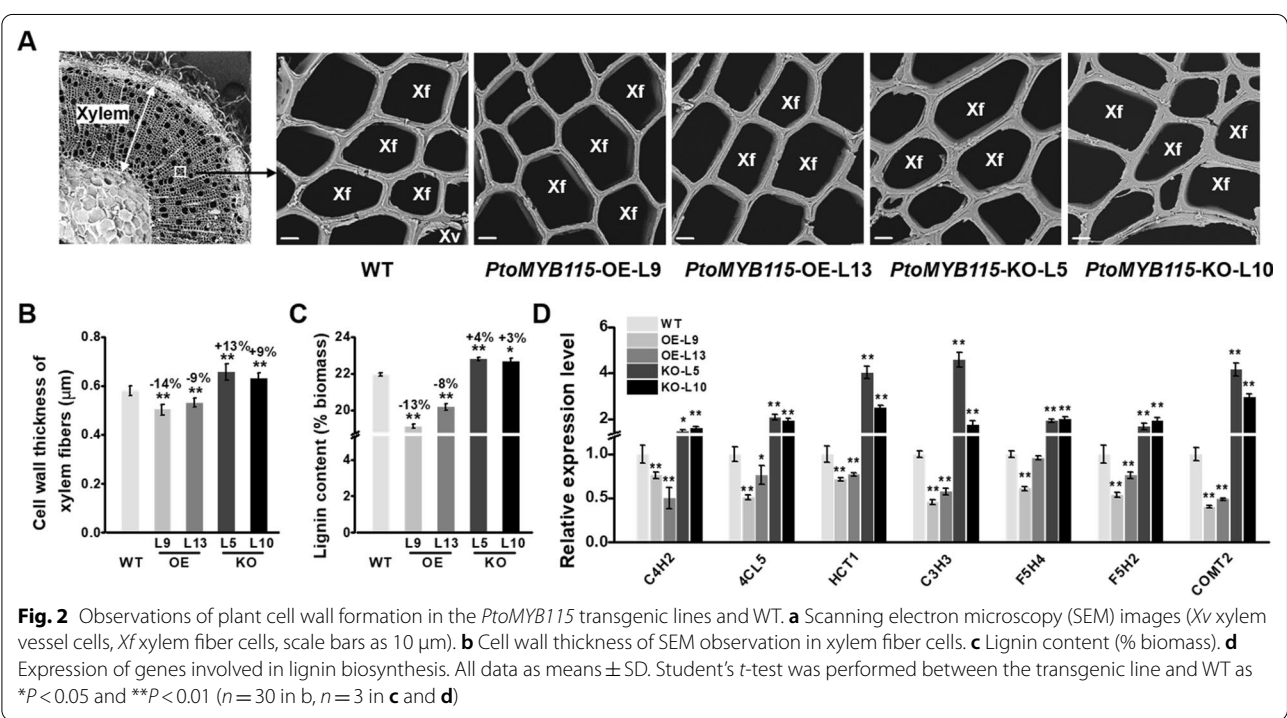 A
Xylem
Xf
Xf
Xf
Xf
Xv
Xf
Xf
Xf
Xf
Xf
Xf
Xf
Xf
Xf
Xf
Xf
Xf
Xf
WT
PtoMYB115-OE-L9
PtoMYB115-OE-L13
PtoMYB115-KO-L5
PtoMYB115-KO-L10
B
Cell wall thickness of
xylem fibers (μm)
0.8
0.6
0.4
0.2
0.0
-14%
**
-9%
**
+13%
**
+9%
**
WT
L9
L13
L5
L10
OE
KO
C
Lignin content (% biomass)
24
22
20
4
2
0
-13%
**
-8%
**
+4%
**
+3%
*
WT
L9
L13
L5
L10
OE
KO
D
Relative expression level
6
4
2
1.0
0.5
0.0
WT
OE-L9
OE-L13
KO-L5
KO-L10
** ** * **
** * ** **
** ** ** **
** ** ** **
** ** **
** ** ** **
** ** ** **
C4H2
4CL5
HCT1
C3H3
F5H4
F5H2
COMT2
Fig. 2 Observations of plant cell wall formation in the PtoMYB115 transgenic lines and WT. a Scanning electron microscopy (SEM) images (Xv xylem
vessel cells, Xf xylem fiber cells, scale bars as 10 μm). b Cell wall thickness of SEM observation in xylem fiber cells. c Lignin content (% biomass). d
Expression of genes involved in lignin biosynthesis. All data as means ± SD. Student's t-test was performed between the transgenic line and WT as
*P < 0.05 and **P < 0.01 (n = 30 in b, n = 3 in c and d)